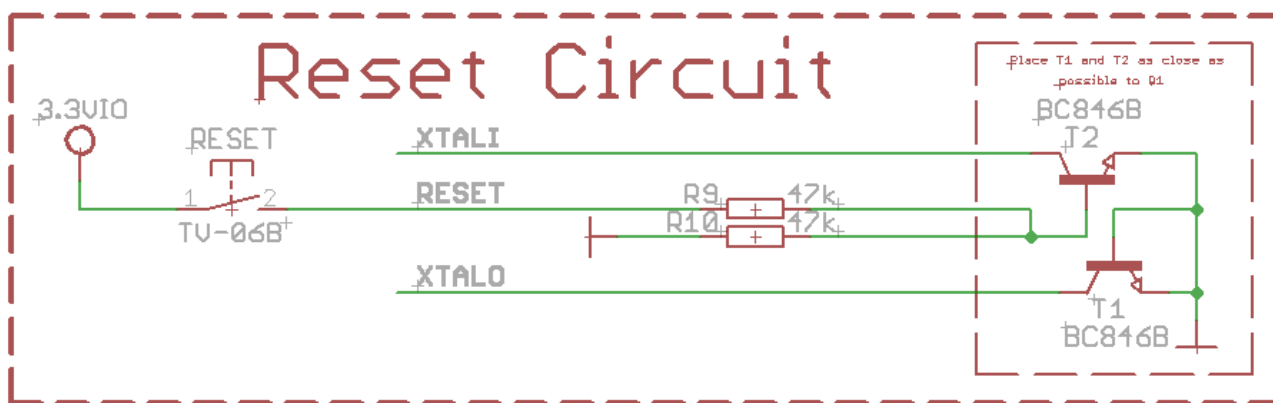 Reset Circuit
Place T1 and T2 as close as
possible to Q1
3.3VIO
RESET
1
2
TV-06B
XTALI
RESET
R9
47k
R10
47k
XTALO
BC846B
T2
T1
BC846B